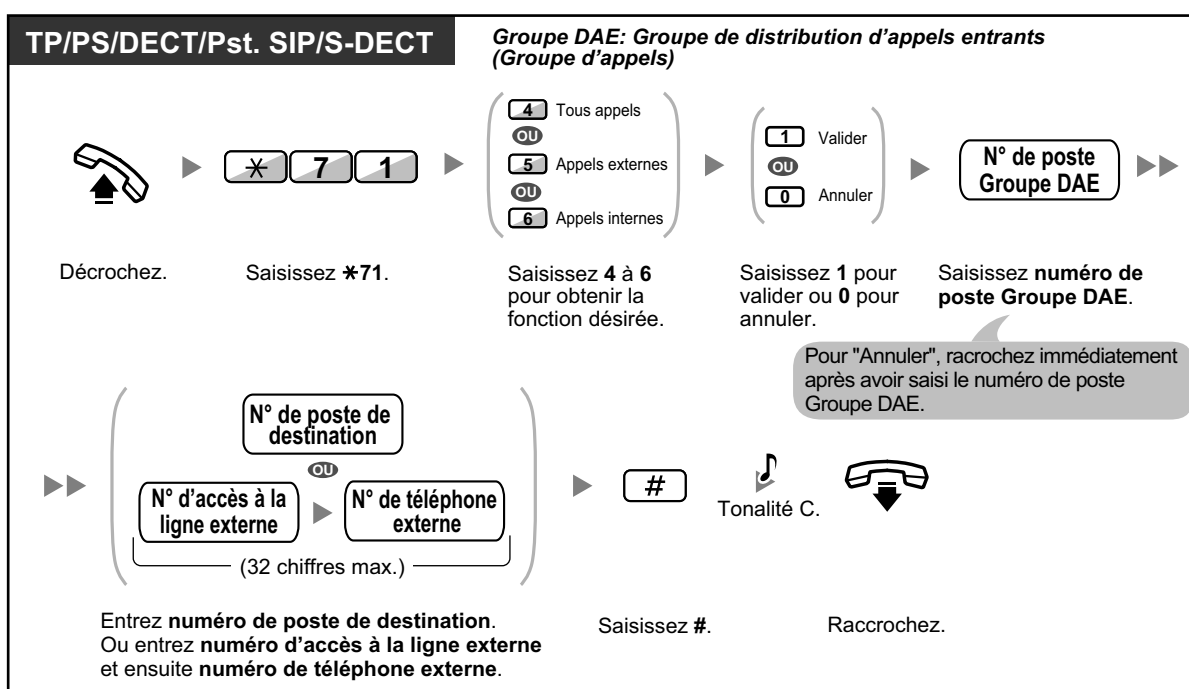 TP/PS/DECT/Pst. SIP/S-DECT
Groupe DAE: Groupe de distribution d’appels entrants
(Groupe d’appels)
4 Tous appels
OU
5 Appels externes
OU
6 Appels internes
1 Valider
OU
0 Annuler
* 7 1
N° de poste
Groupe DAE
Décrochez.
Saisissez *71.
Saisissez 4 à 6
pour obtenir la
fonction désirée.
Saisissez 1 pour
valider ou 0 pour
annuler.
Saisissez numéro de
poste Groupe DAE.
Pour "Annuler", racrochez immédiatement
après avoir saisi le numéro de poste
Groupe DAE.
N° de poste de
destination
OU
N° d’accès à la
ligne externe
N° de téléphone
externe
(32 chiffres max.)
#
Tonalité C.
Entrez numéro de poste de destination.
Ou entrez numéro d’accès à la ligne externe
et ensuite numéro de téléphone externe.
Saisissez #.
Raccrochez.